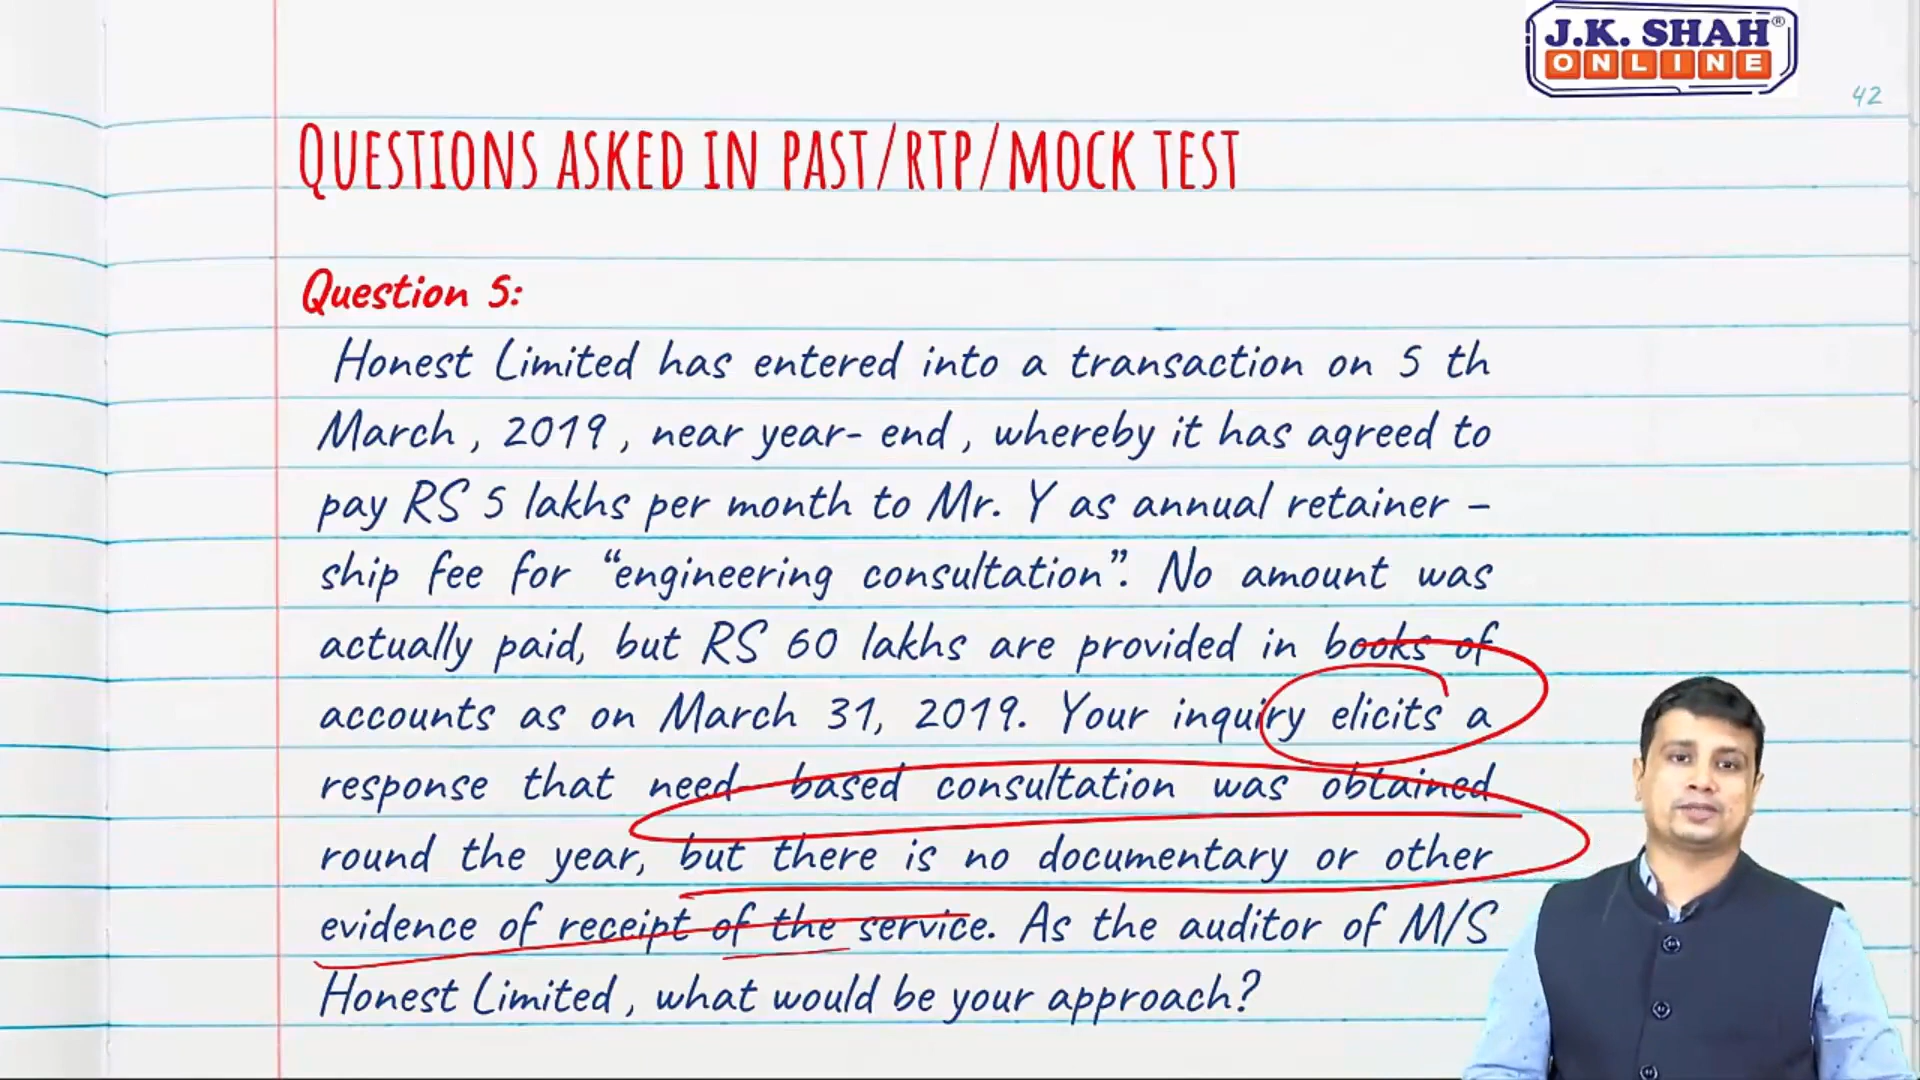 J.K. SHAH®
ONLINE
42
QUESTIONS ASKED IN PAST/RTP/MOCK TEST
Question 5:
Honest Limited has entered into a transaction on 5 th
March , 2019 , near year- end , whereby it has agreed to
pay RS 5 lakhs per month to Mr. Y as annual retainer –
ship fee for “engineering consultation”. No amount was
actually paid, but RS 60 lakhs are provided in books of
accounts as on March 31, 2019. Your inquiry elicits a
response that need- based consultation was obtained
round the year, but there is no documentary or other
evidence of receipt of the service. As the auditor of M/S
Honest Limited , what would be your approach?